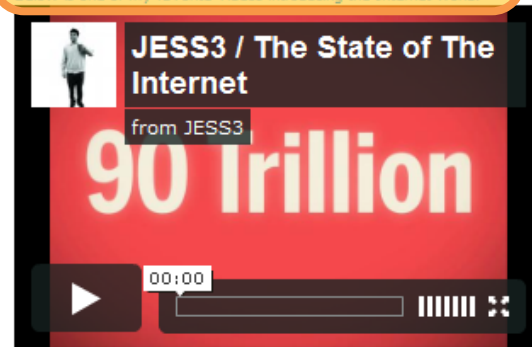 JESS3 / The State of The
Internet
from JESS3
90 Trillion
00:00